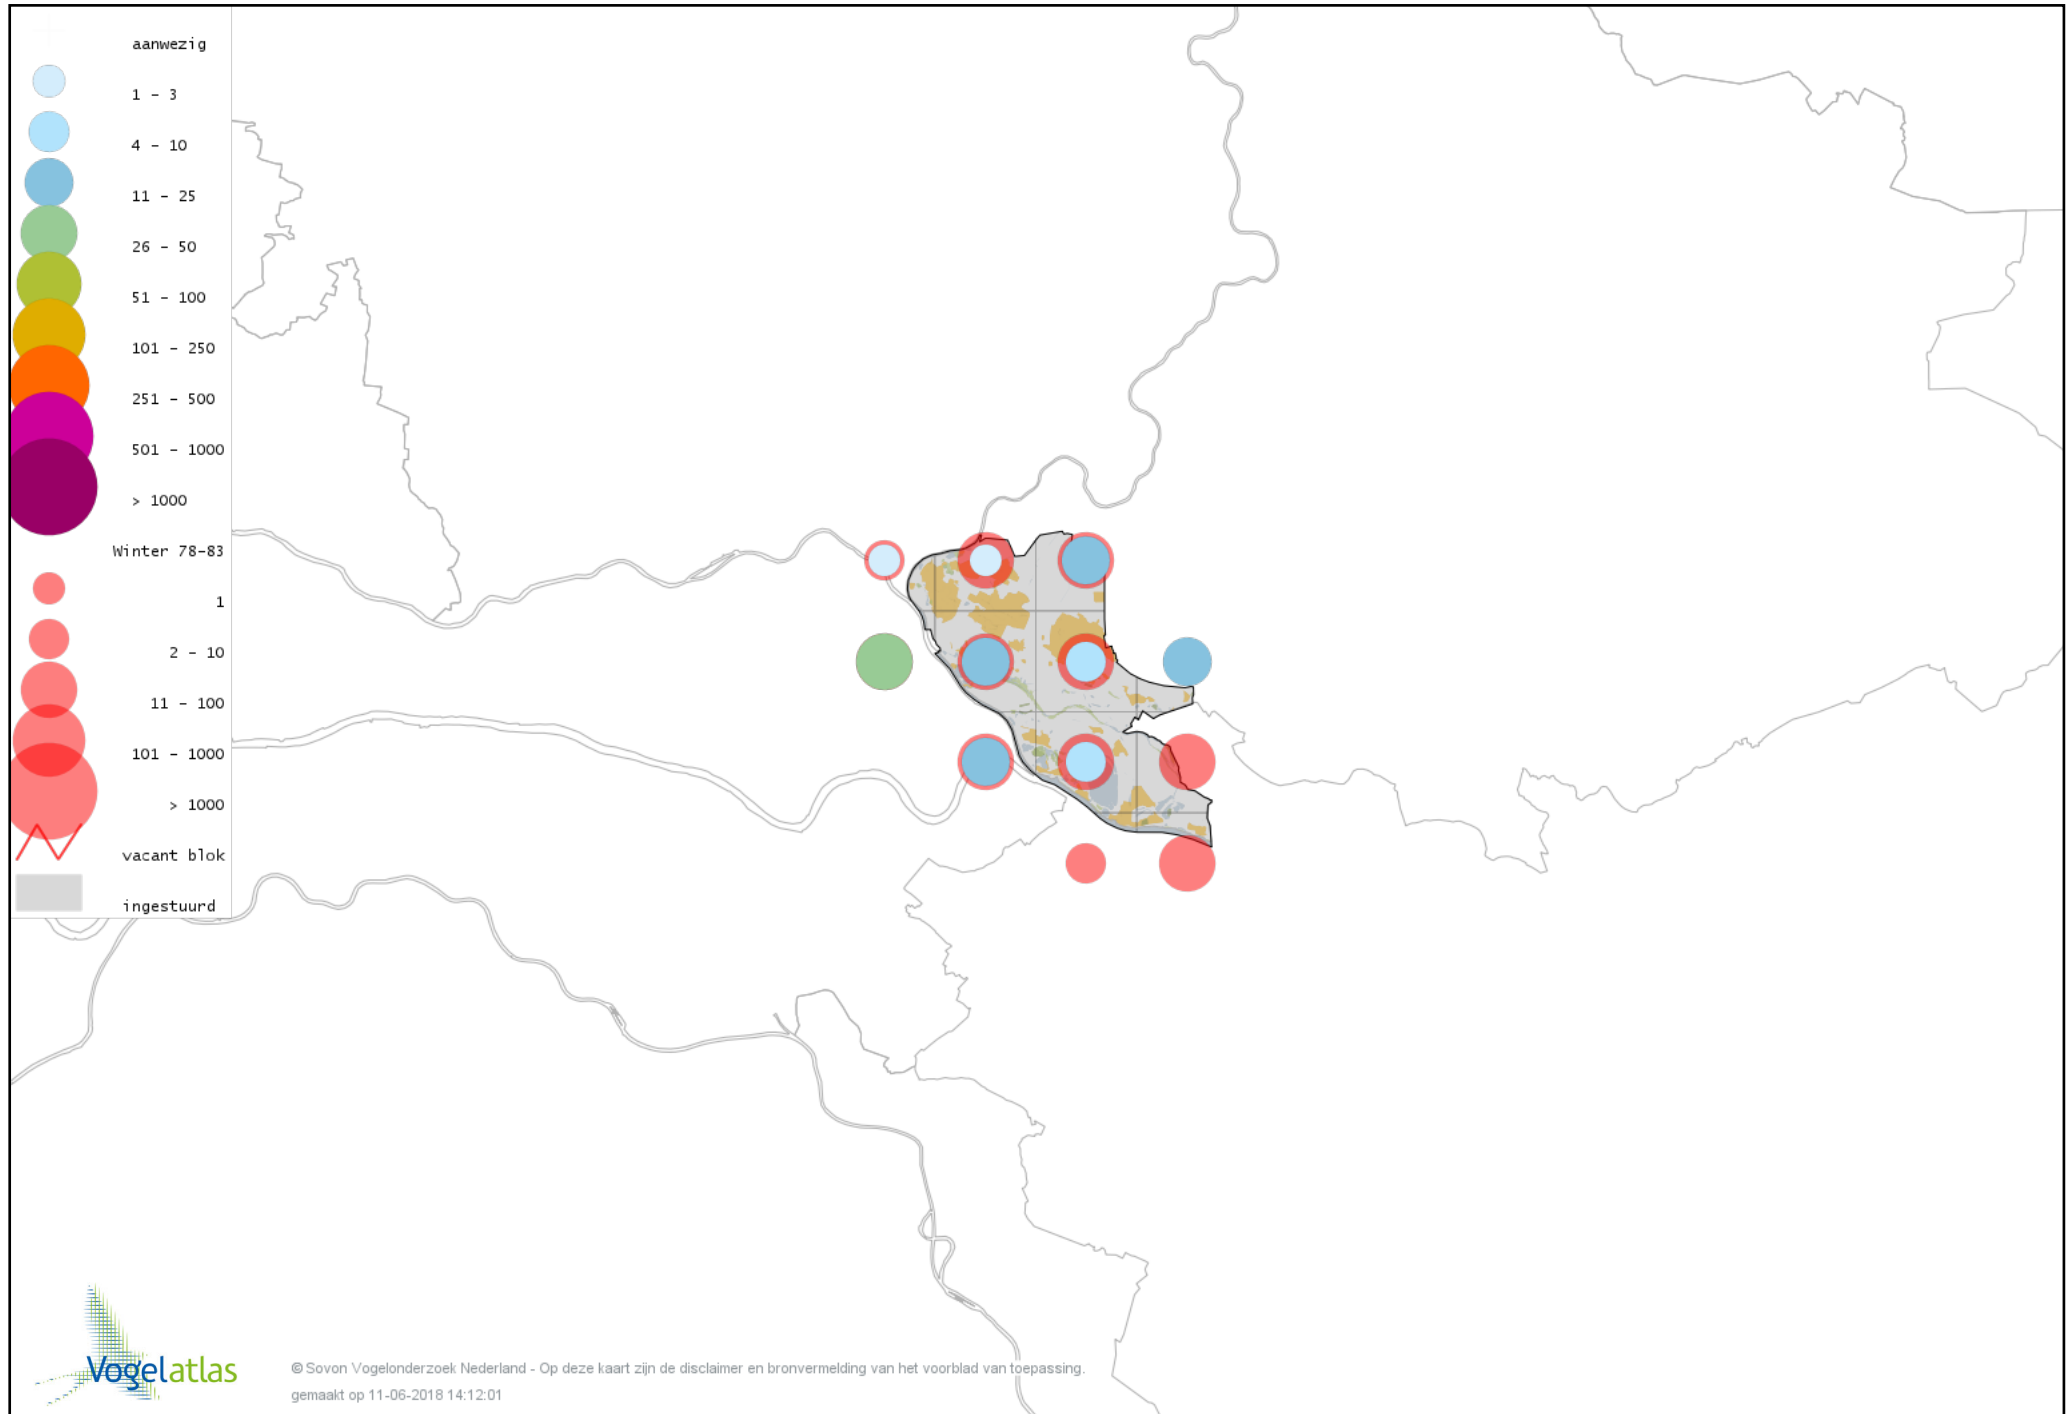 aanwezig
1 - 3
4 - 10
11 - 25
26 - 50
51 - 100
101 - 250
251 - 500
501 - 1000
> 1000
Winter 78-83
1
2 - 10
11 - 100
101 - 1000
> 1000
vacant blok
ingestuurd
Vogelatlas
© Sovon Vogelonderzoek Nederland - Op deze kaart zijn de disclaimer en bronvermelding van het voorblad van toepassing.
gemaakt op 11-06-2018 14:12:01